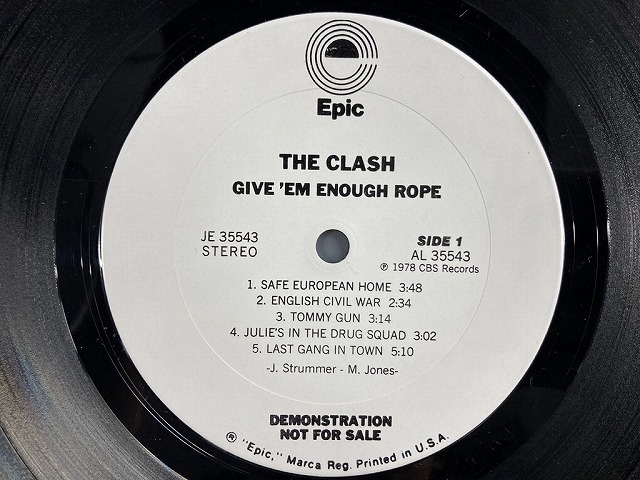 Epic
THE CLASH
GIVE 'EM ENOUGH ROPE
JE 35543
STEREO
SIDE 1
AL 35543
℗ 1978 CBS Records
1. SAFE EUROPEAN HOME 3:48
2. ENGLISH CIVIL WAR 2:34
3. TOMMY GUN 3:14
4. JULIE'S IN THE DRUG SQUAD 3:02
5. LAST GANG IN TOWN 5:10
-J. Strummer - M. Jones-
DEMONSTRATION
NOT FOR SALE
® "Epic," Marca Reg. Printed in U.S.A.